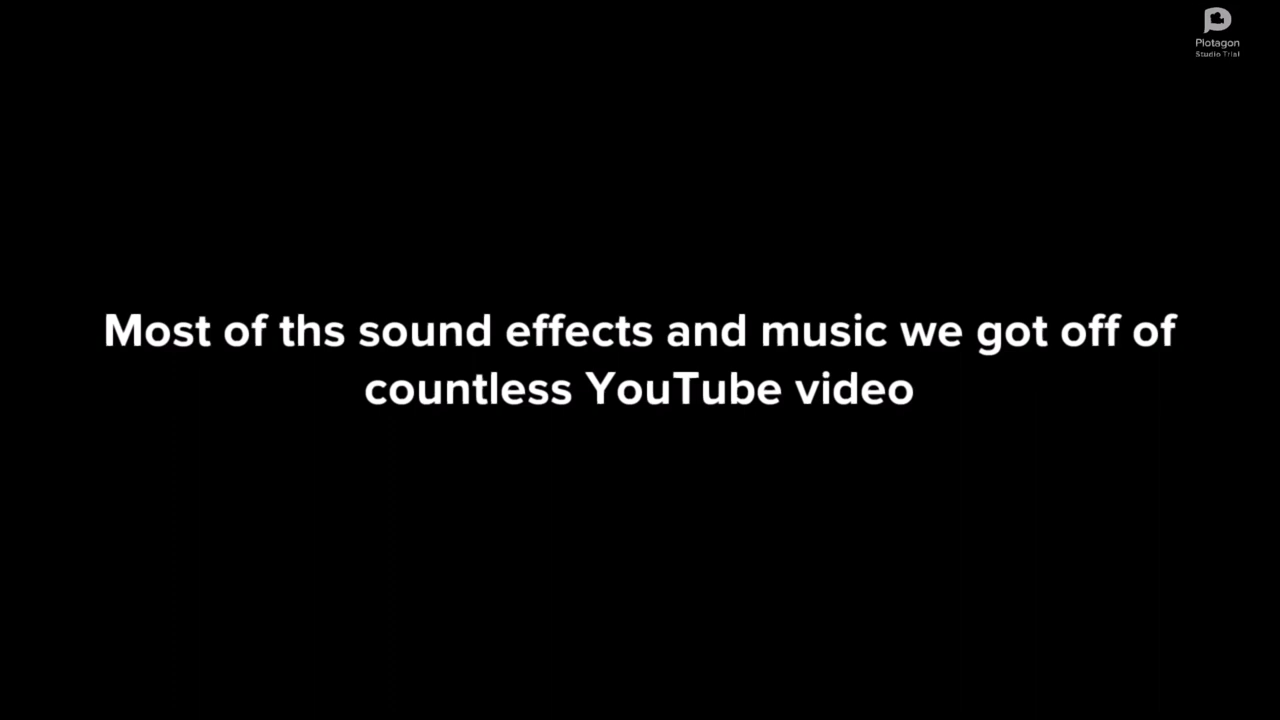 Plotagon
Studio Trial
Most of ths sound effects and music we got off of
countless YouTube video